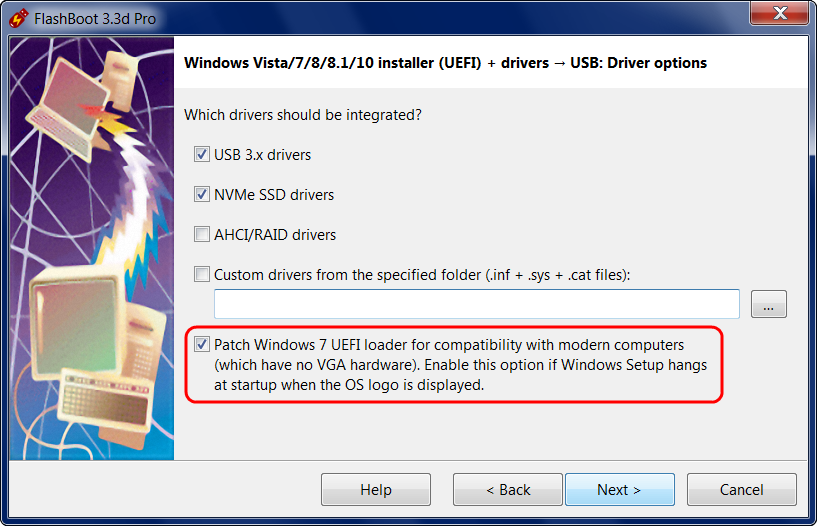 FlashBoot 3.3d Pro
Windows Vista/7/8/8.1/10 installer (UEFI) + drivers → USB: Driver options
Which drivers should be integrated?
USB 3.x drivers
NVMe SSD drivers
AHCI/RAID drivers
Custom drivers from the specified folder (.inf + .sys + .cat files):
...
Patch Windows 7 UEFI loader for compatibility with modern computers
(which have no VGA hardware). Enable this option if Windows Setup hangs
at startup when the OS logo is displayed.
Help
< Back
Next >
Cancel